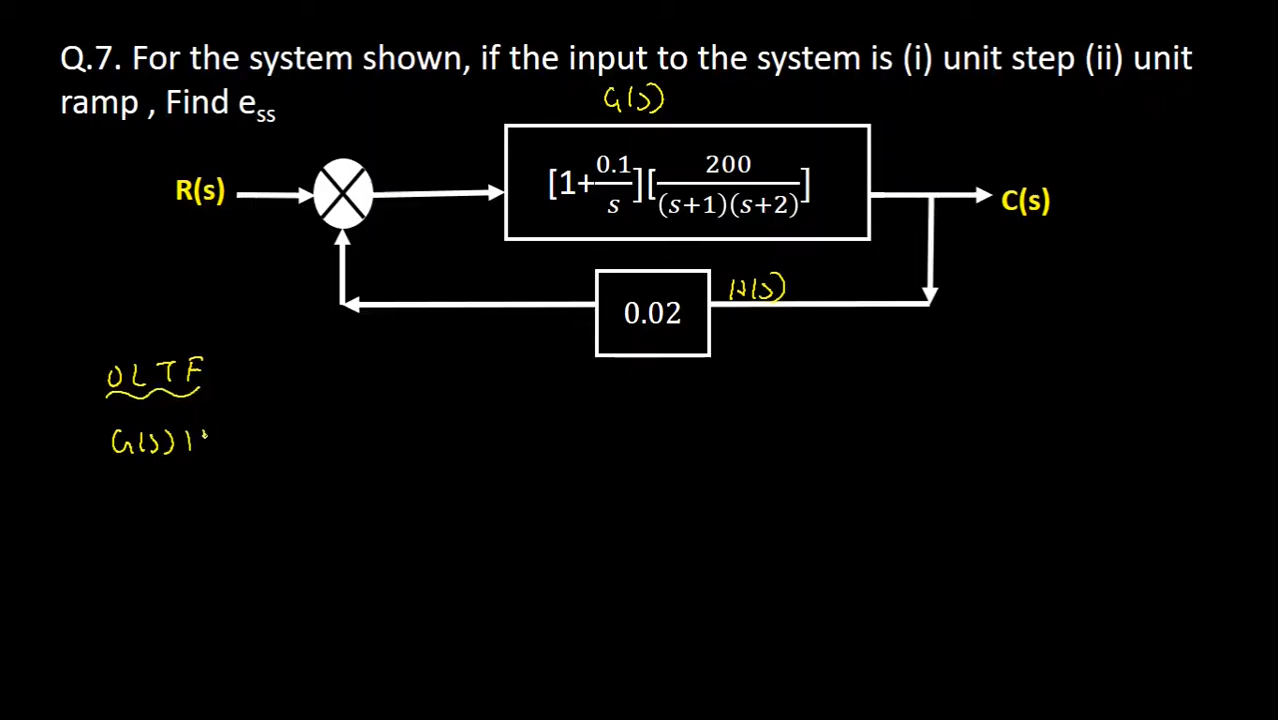 Q.7. For the system shown, if the input to the system is (i) unit step (ii) unit
ramp , Find eₛₛ
G(s)
R(s)
[1+0.1/s][200/(s+1)(s+2)]
C(s)
H(s)
0.02
OLTF
G(s)